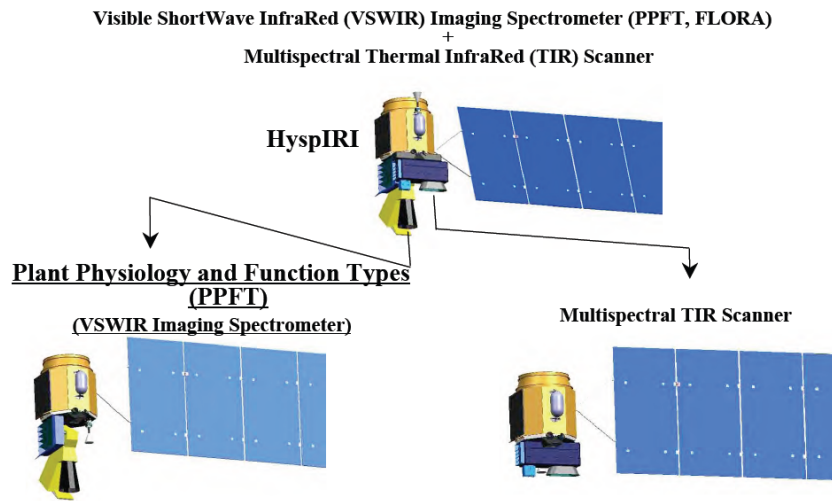 Visible ShortWave InfraRed (VSWIR) Imaging Spectrometer (PPFT, FLORA)
+
Multispectral Thermal InfraRed (TIR) Scanner
HyspIRI
Plant Physiology and Function Types
(PPFT)
(VSWIR Imaging Spectrometer)
Multispectral TIR Scanner